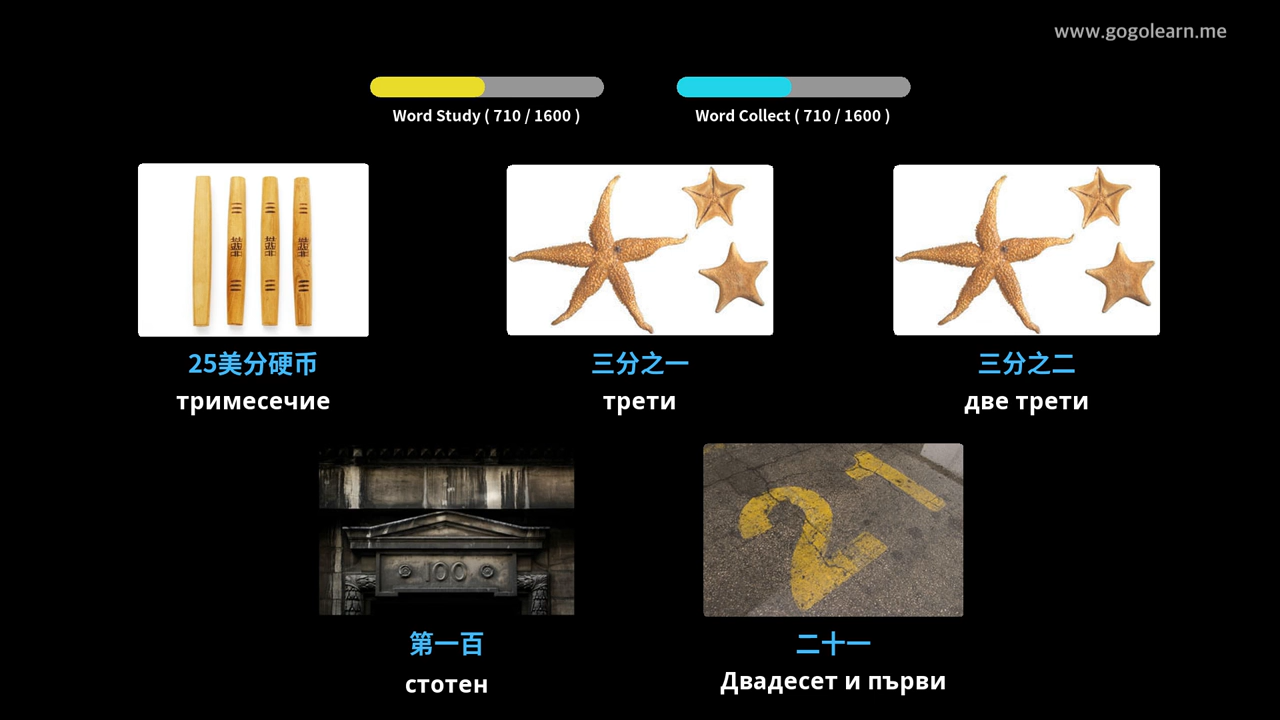 www.gogolearn.me
Word Study ( 710 / 1600 )
Word Collect ( 710 / 1600 )
25美分硬币
тримесечие
三分之一
трети
三分之二
две трети
100
21
第一百
стотен
二十一
Двадесет и първи